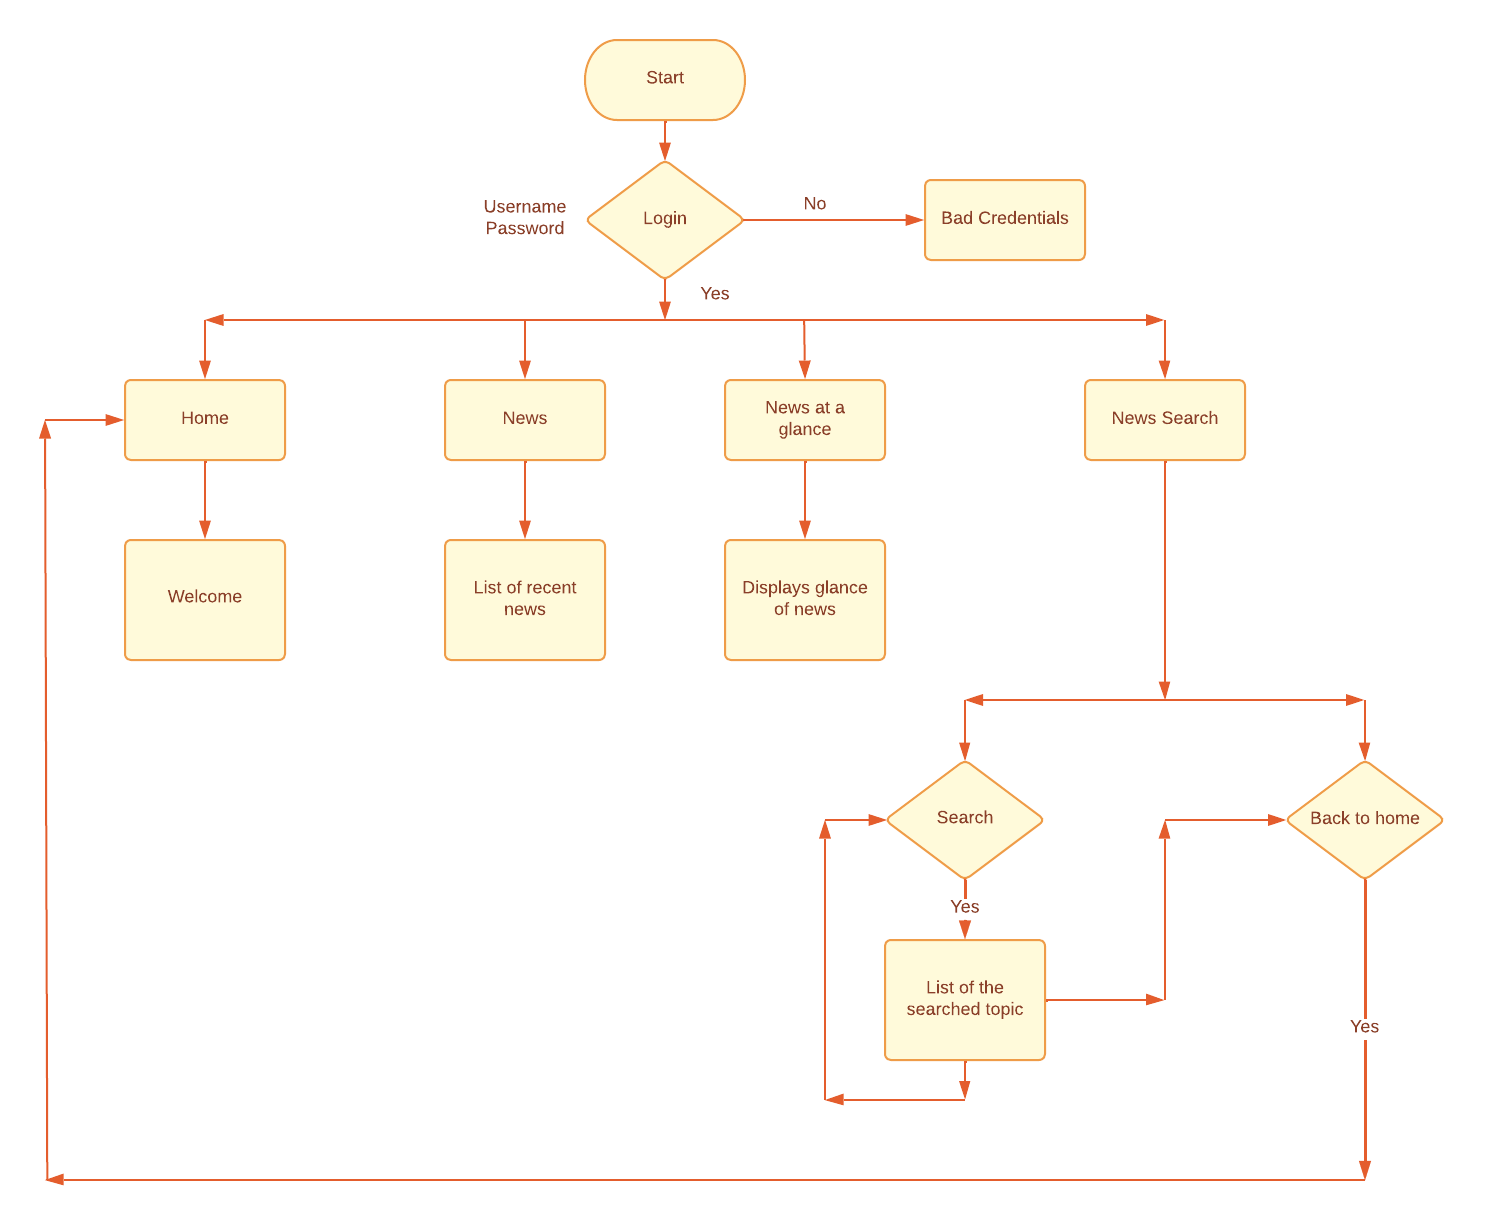 Start
Username
Password
Login
No
Bad Credentials
Yes
Home
News
News at a
glance
News Search
Welcome
List of recent
news
Displays glance
of news
Search
Back to home
Yes
List of the
searched topic
Yes